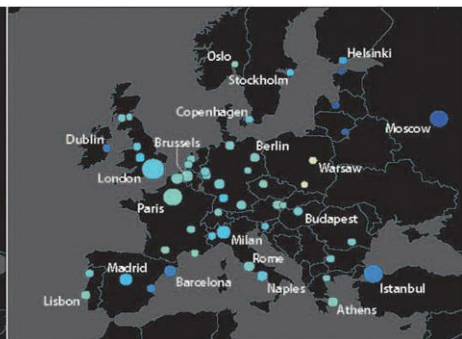 Oslo
Helsinki
Stockholm
Copenhagen
Moscow
Dublin
Brussels
Berlin
Warsaw
London
Paris
Budapest
Milan
Madrid
Rome
Barcelona
Istanbul
Lisbon
Naples
Athens